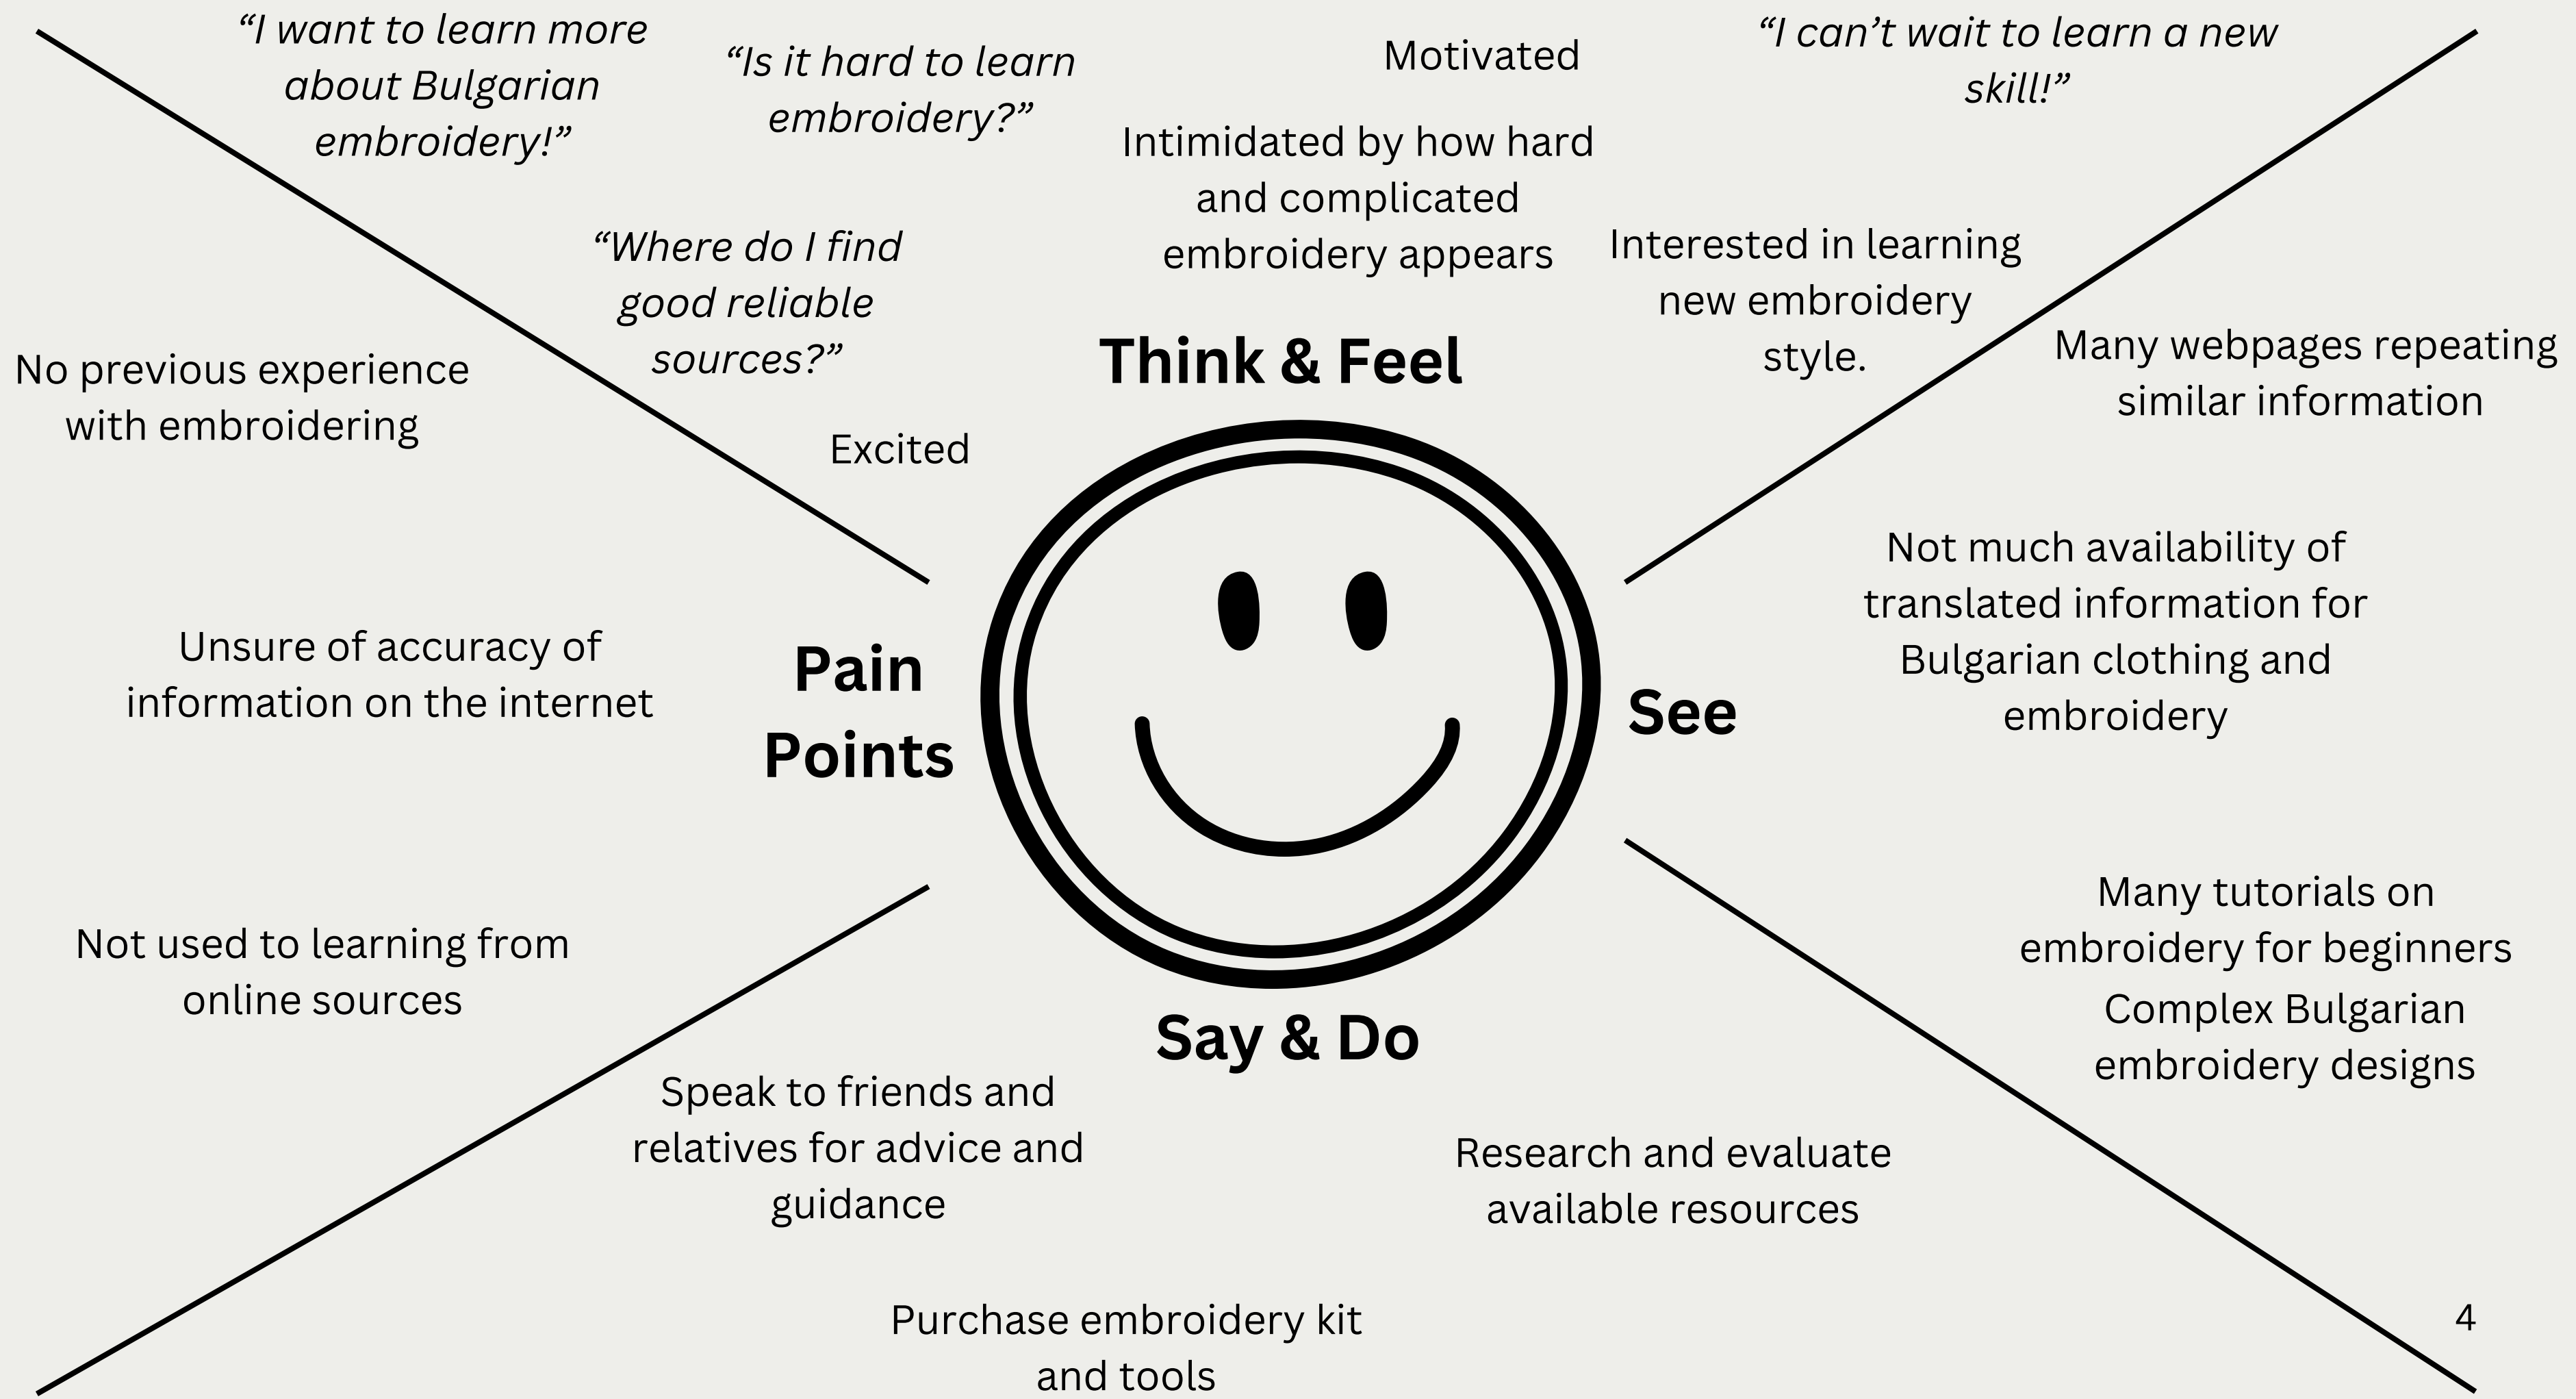 “I want to learn more
about Bulgarian
embroidery!”
“Is it hard to learn
embroidery?”
Motivated
“I can’t wait to learn a new
skill!”
Intimidated by how hard
and complicated
embroidery appears
“Where do I find
good reliable
sources?”
Interested in learning
new embroidery
style.
Excited
Think & Feel
No previous experience
with embroidering
Unsure of accuracy of
information on the internet
Pain
Points
Not used to learning from
online sources
Many webpages repeating
similar information
Not much availability of
translated information for
Bulgarian clothing and
embroidery
See
Many tutorials on
embroidery for beginners
Complex Bulgarian
embroidery designs
Say & Do
Speak to friends and
relatives for advice and
guidance
Research and evaluate
available resources
Purchase embroidery kit
and tools
4